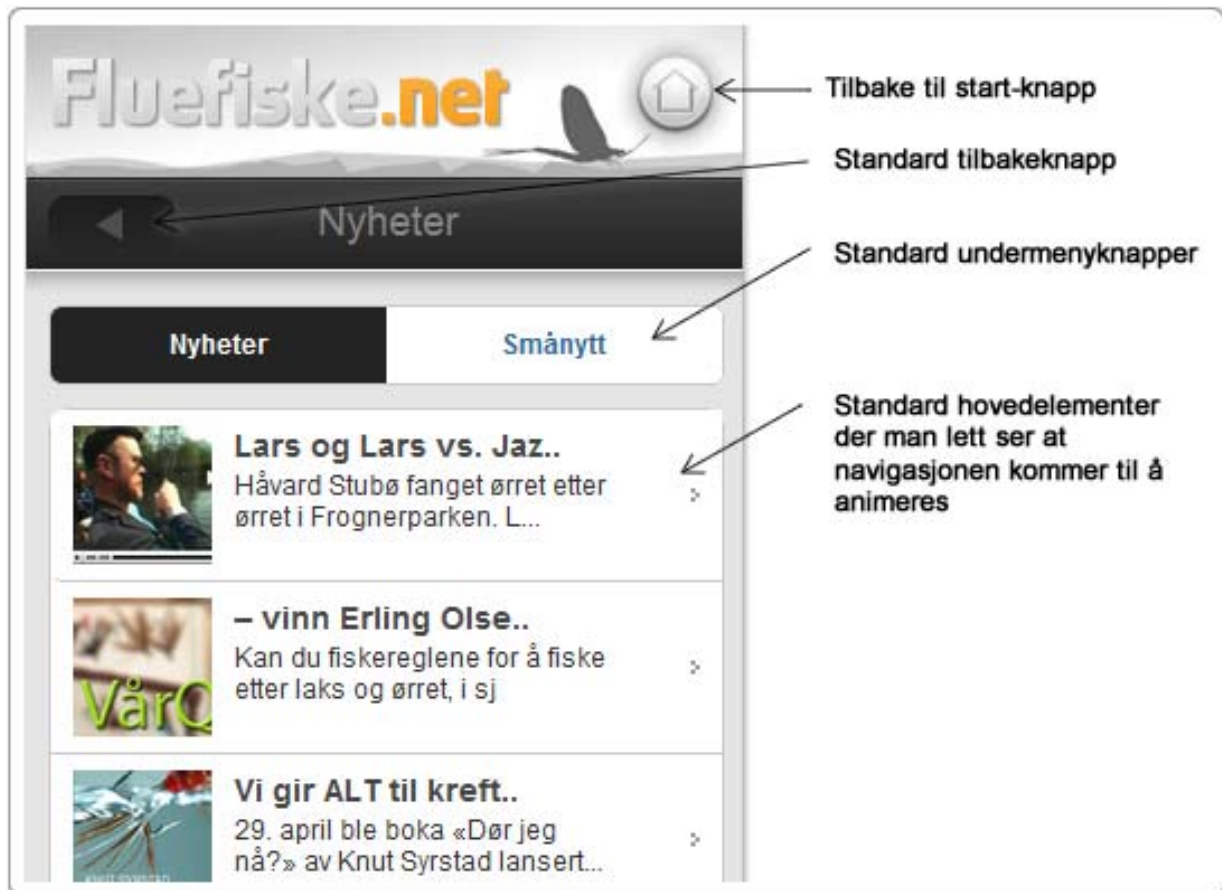 Fluefiske.net
Tilbake til start-knapp
Standard tilbakeknapp
Nyheter
Standard undermenyknapper
Nyheter
Smånytt
Standard hovedelementer
der man lett ser at
navigasjonen kommer til å
animeres
Lars og Lars vs. Jaz..
Håvard Stubø fanget ørret etter
ørret i Frognerparken. L...
– vinn Erling Olse..
Kan du fiskereglene for å fiske
etter laks og ørret, i sj
VårQ
Vi gir ALT til kreft..
29. april ble boka «Dør jeg
nå?» av Knut Syrstad lansert...
KNUT SYRSTAD